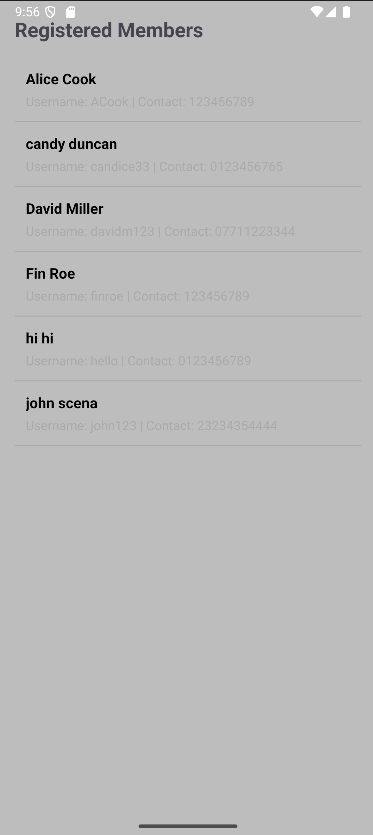 9:56
Registered Members
Alice Cook
Username: ACook | Contact: 123456789
candy duncan
Username: candice33 | Contact: 0123456765
David Miller
Username: davidm123 | Contact: 07711223344
Fin Roe
Username: finroe | Contact: 123456789
hi hi
Username: hello | Contact: 0123456789
john scena
Username: john123 | Contact: 23234354444